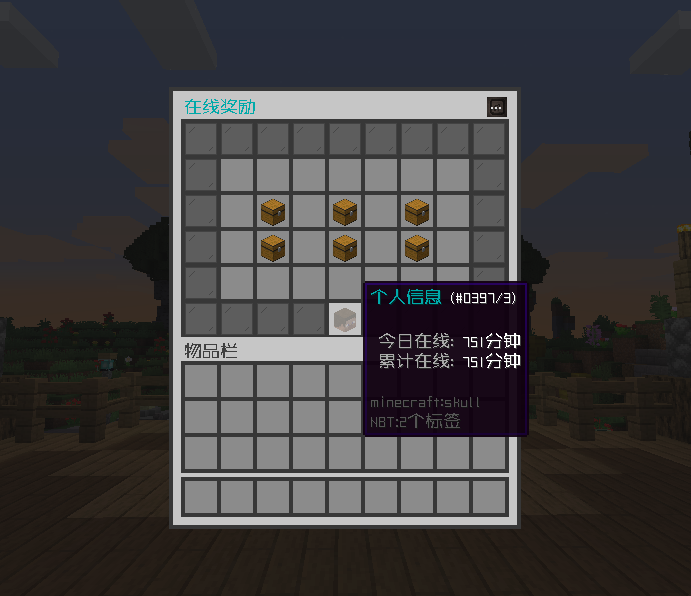 在线奖励
个人信息 (#0397/3)
今日在线: 751分钟
累计在线: 751分钟
minecraft:skull
NBT:2个标签
物品栏